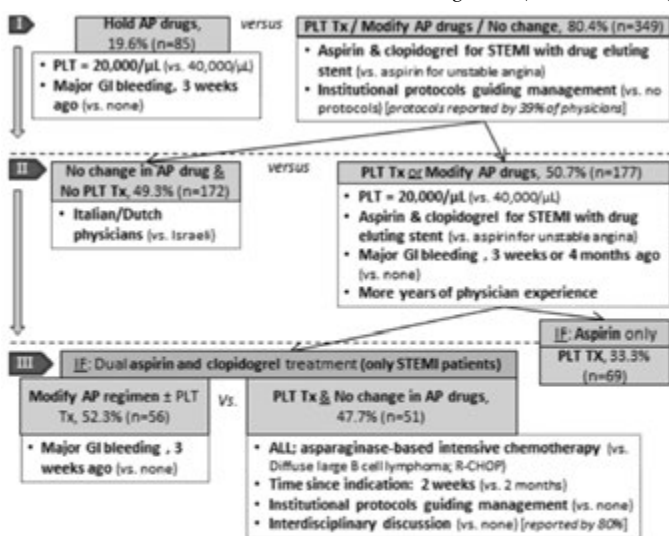 I
Hold AP drugs,
19.6% (n=85)
versus
PLT Tx / Modify AP drugs / No change, 80.4% (n=349)
• PLT = 20,000/µL (vs. 40,000/µL)
• Major GI bleeding, 3 weeks
ago (vs. none)
• Aspirin & clopidogrel for STEMI with drug eluting
stent (vs. aspirin for unstable angina)
• Institutional protocols guiding management (vs. no
protocols) [protocols reported by 39% of physicians]
II
No change in AP drug &
No PLT Tx, 49.3% (n=172)
versus
PLT Tx or Modify AP drugs, 50.7% (n=177)
• Italian/Dutch
physicians (vs. Israeli)
• PLT = 20,000/µL (vs. 40,000/µL)
• Aspirin & clopidogrel for STEMI with drug eluting
stent (vs. aspirin for unstable angina)
• Major GI bleeding , 3 weeks or 4 months ago
(vs. none)
• More years of physician experience
IF: Aspirin only
PLT TX, 33.3%
(n=69)
III
IF: Dual aspirin and clopidogrel treatment (only STEMI patients)
Modify AP regimen ± PLT
Tx, 52.3% (n=56)
Vs.
PLT Tx & No change in AP drugs,
47.7% (n=51)
• Major GI bleeding , 3
weeks ago (vs. none)
• ALL; asparaginase-based intensive chemotherapy (vs.
Diffuse large B cell lymphoma; R-CHOP)
• Time since indication: 2 weeks (vs. 2 months)
• Institutional protocols guiding management (vs. none)
• Interdisciplinary discussion (vs. none) [reported by 80%]